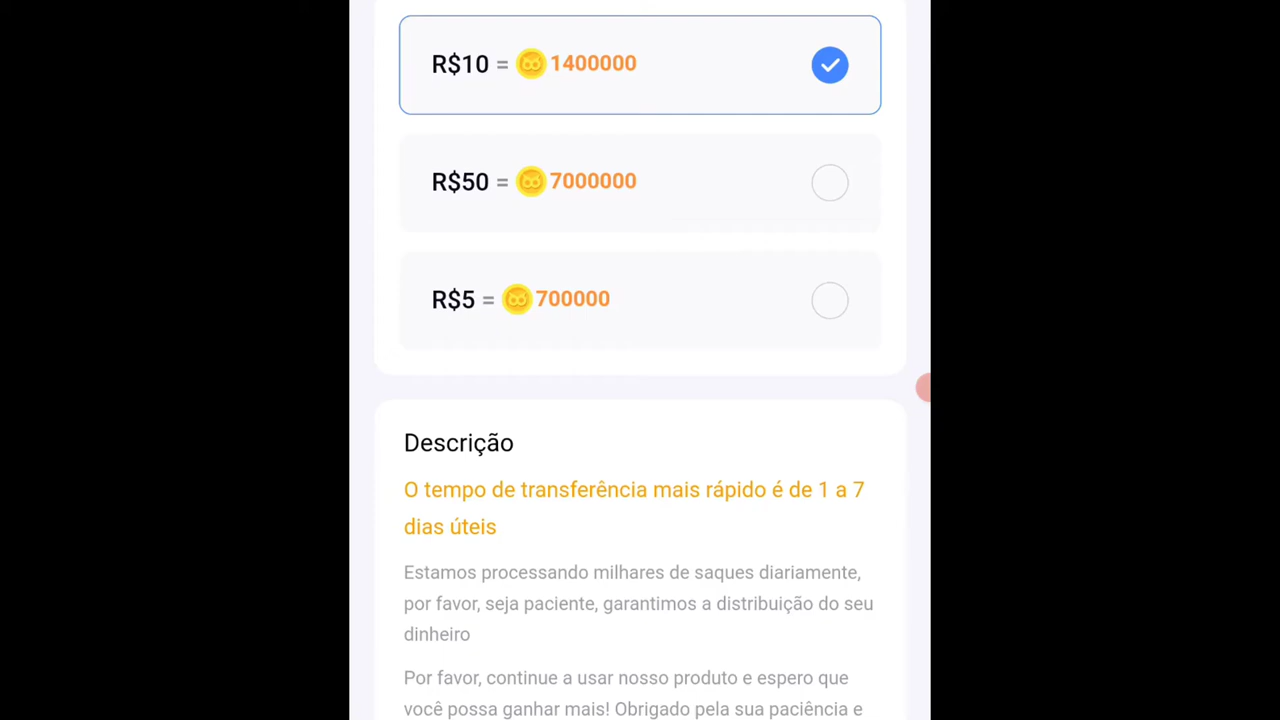 R$10 = 1400000
R$50 = 7000000
R$5 = 700000
Descrição
O tempo de transferência mais rápido é de 1 a 7
dias úteis
Estamos processando milhares de saques diariamente,
por favor, seja paciente, garantimos a distribuição do seu
dinheiro
Por favor, continue a usar nosso produto e espero que
você possa ganhar mais! Obrigado pela sua paciência e